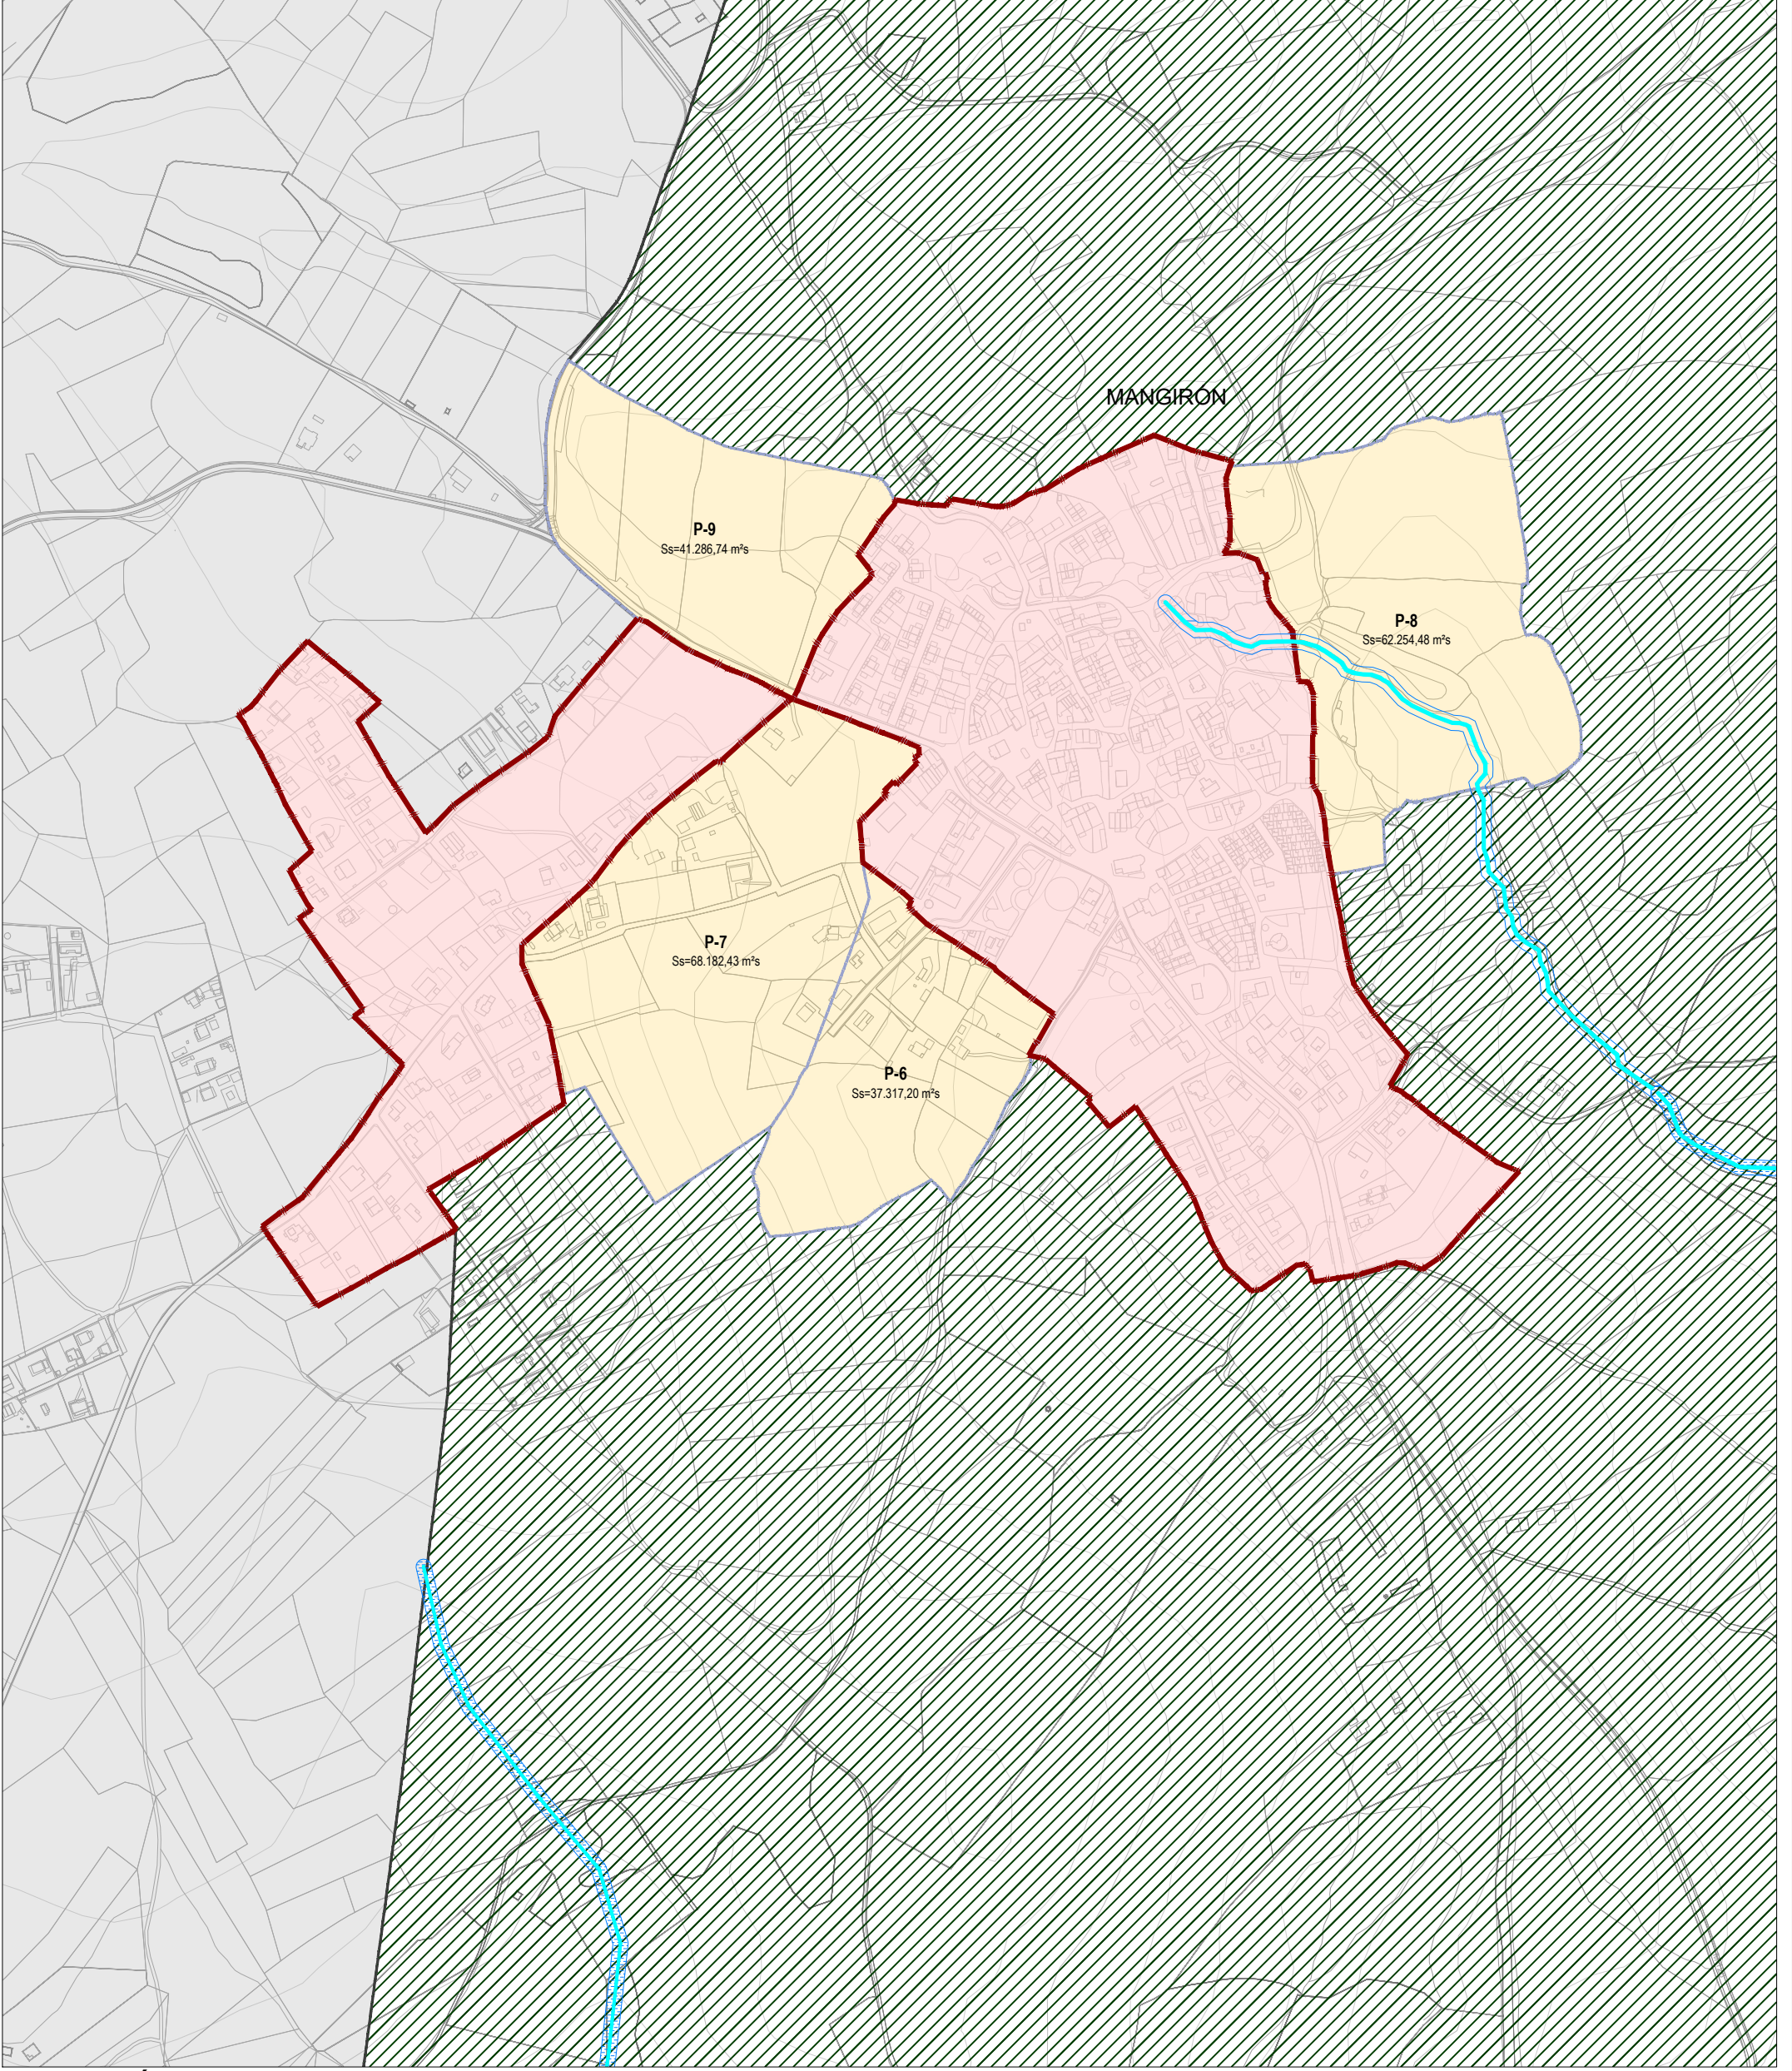 MANGIRON
P-9
Ss=41.286,74 m²s
P-8
Ss=62.254,48 m²s
P-7
Ss=68.182,43 m²s
P-6
Ss=37.317,20 m²s